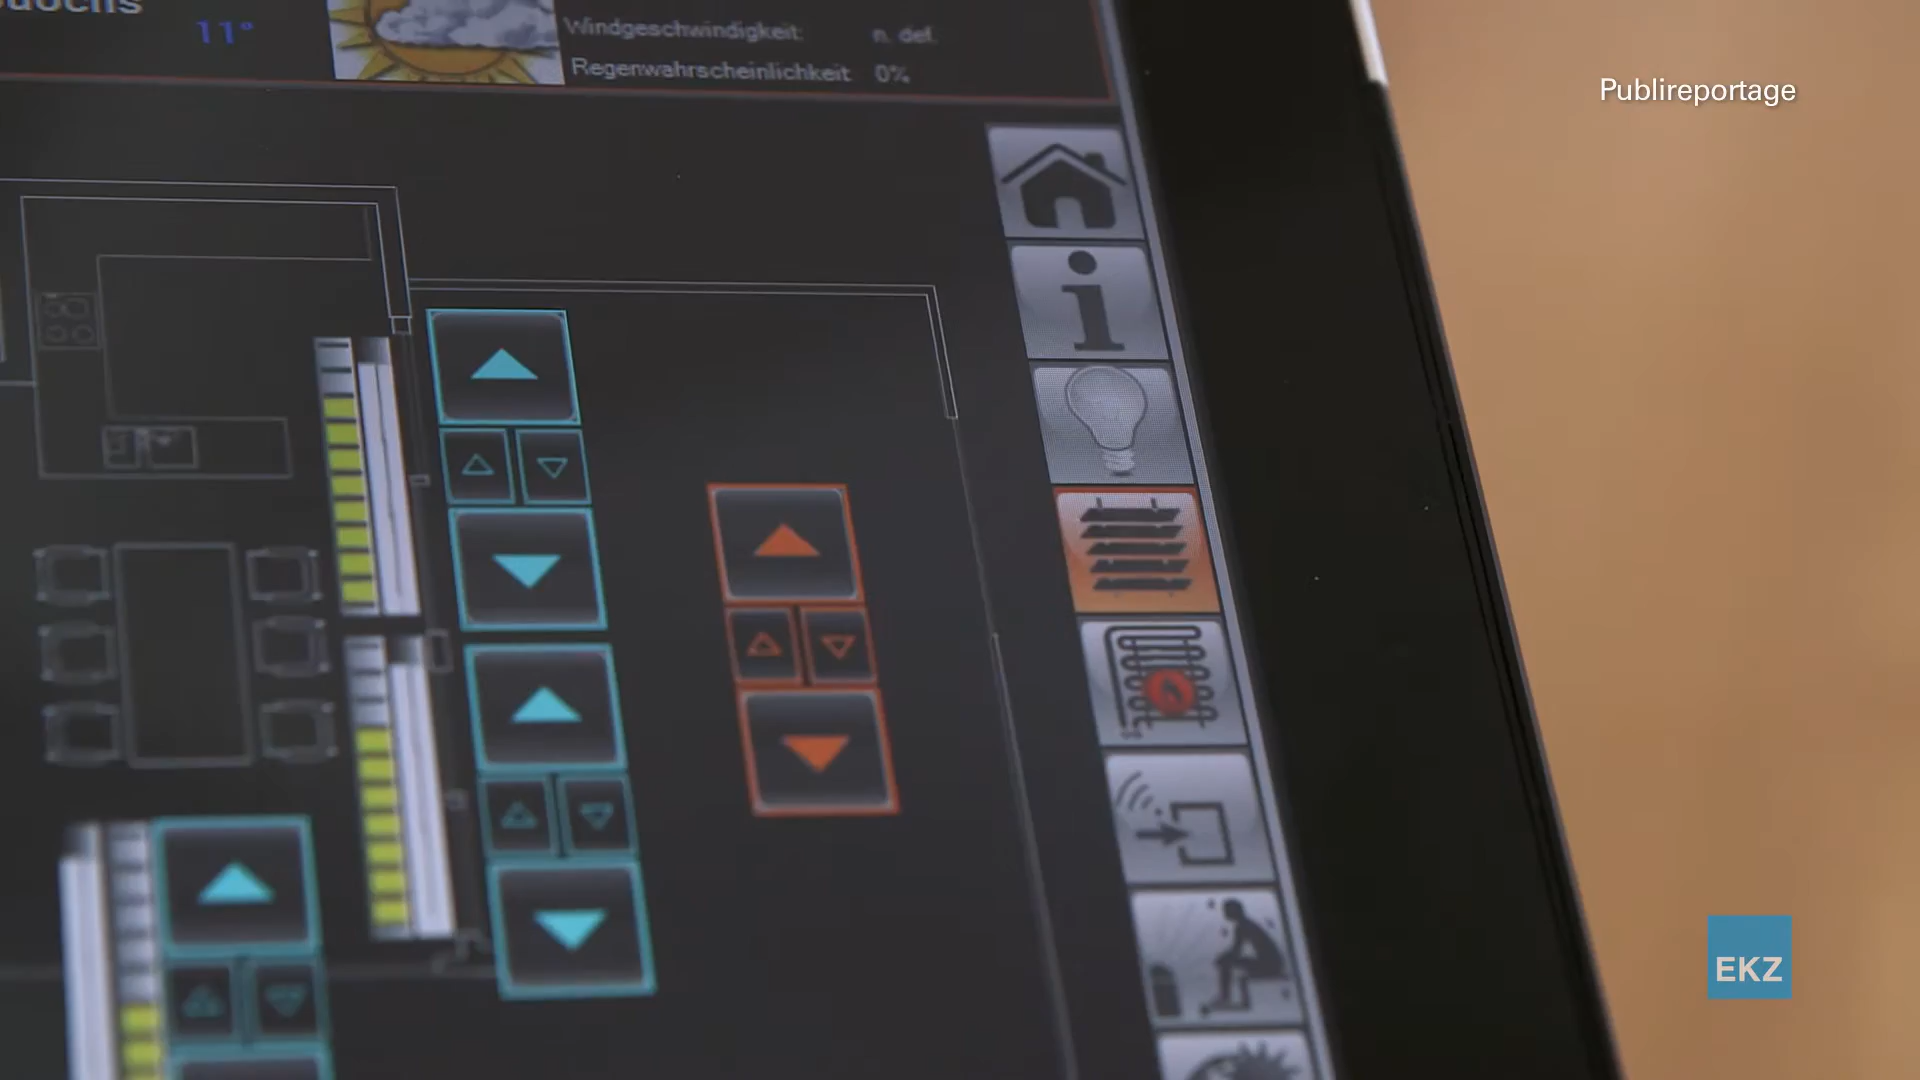 11°
Windgeschwindigkeit: n. def.
Regenwahrscheinlichkeit 0%
Publireportage
EKZ